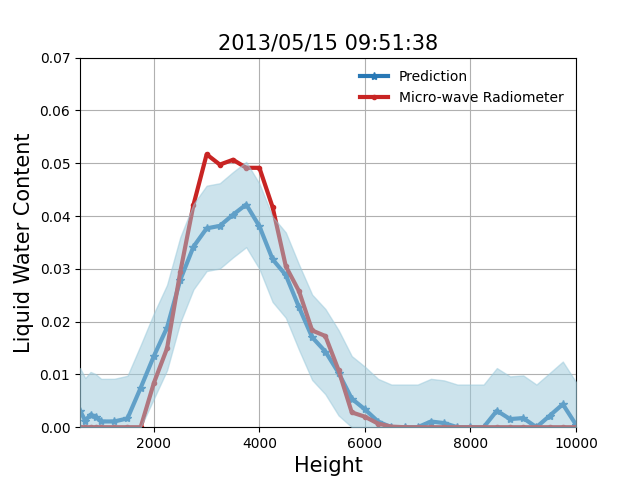 2013/05/15 09:51:38
0.07
0.06
0.05
0.04
0.03
0.02
0.01
0.00
Liquid Water Content
Prediction
Micro-wave Radiometer
2000 4000 6000 8000 10000
Height